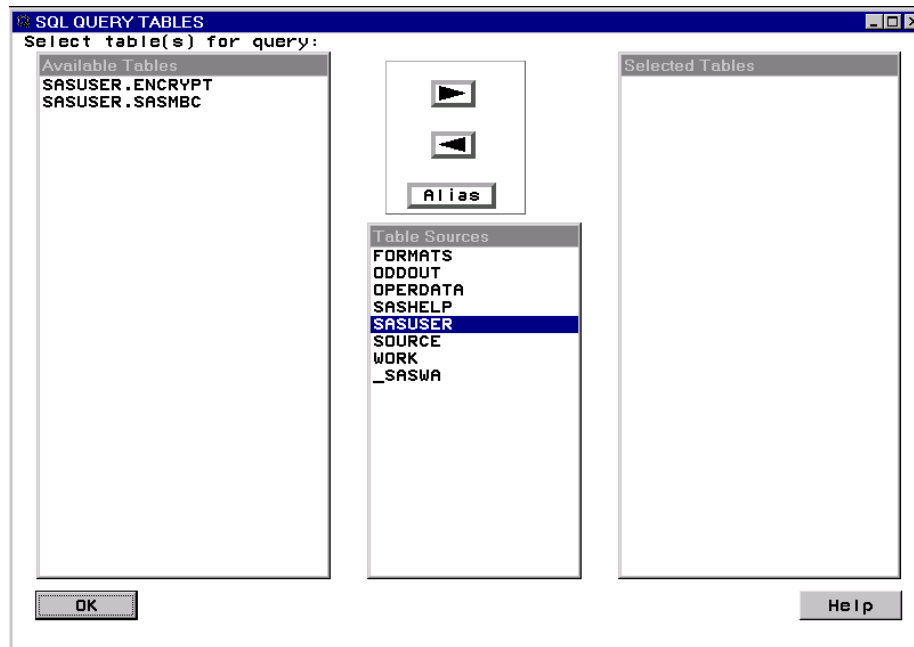 SQL QUERY TABLES
Select table(s) for query:
Available Tables
SASUSER.ENCRYPT
SASUSER.SASMBC
Alias
Table Sources
FORMATS
ODDOUT
OPERDATA
SASHELP
SASUSER
SOURCE
WORK
_SASWA
Selected Tables
OK
Help